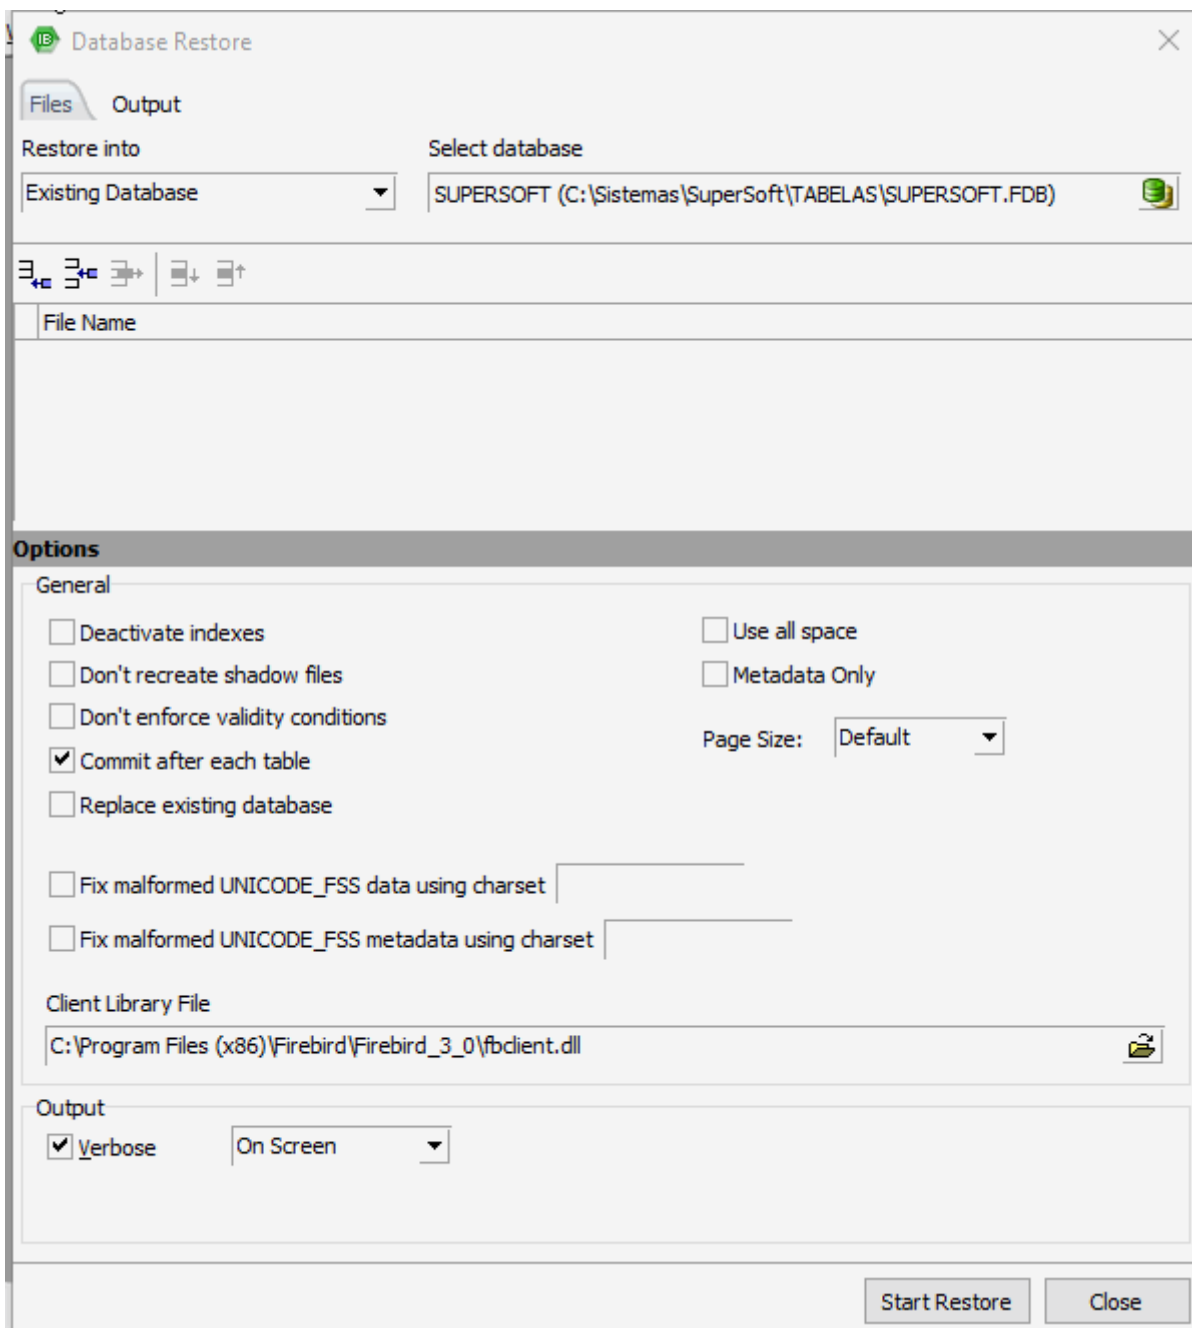 IB Database Restore
Files Output
Restore into Select database
Existing Database SUPERSOFT (C:\Sistemas\SuperSoft\TABELAS\SUPERSOFT.FDB)
File Name
Options
General
Deactivate indexes Use all space
Don't recreate shadow files Metadata Only
Don't enforce validity conditions
Page Size: Default
Commit after each table
Replace existing database
Fix malformed UNICODE_FSS data using charset
Fix malformed UNICODE_FSS metadata using charset
Client Library File
C:\Program Files (x86)\Firebird\Firebird_3_0\fbclient.dll
Output
Verbose On Screen
Start Restore Close